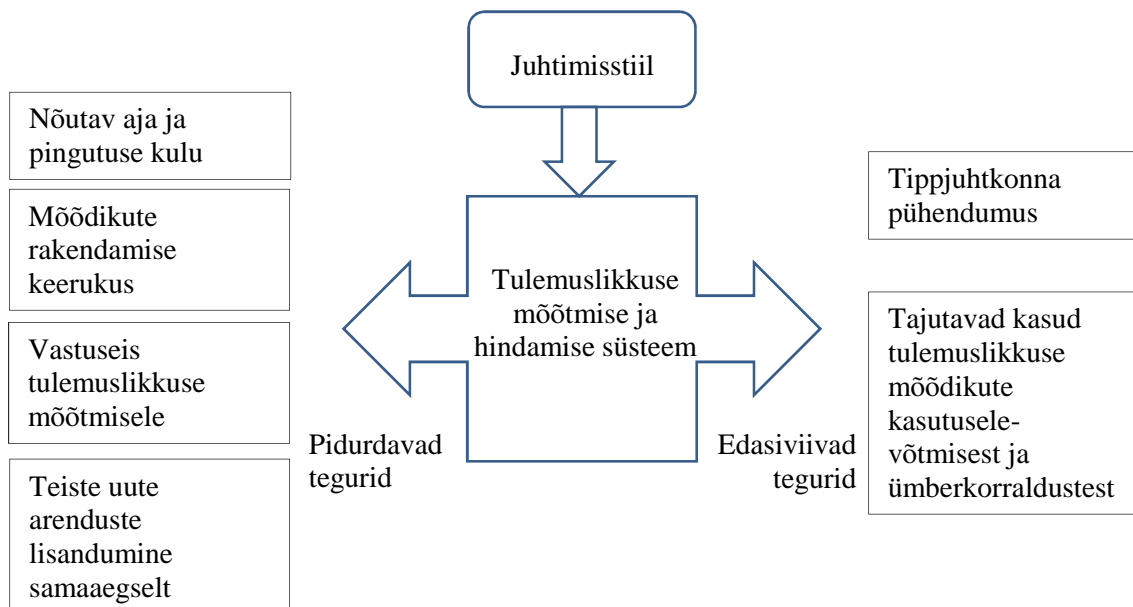 Juhtimisstiil
Nõutav aja ja
pingutuse kulu
Mõõdikute
rakendamise
keerukus
Vastuseis
tulemuslikkuse
mõõtmisele
Teiste uute
arenduste
lisandumine
samaaegselt
Tulemuslikkuse
mõõtmise ja
hindamise süsteem
Pidurdavad
tegurid
Edasiviivad
tegurid
Tippjuhtkonna
pühendumus
Tajutavad kasud
tulemuslikkuse
mõõdikute
kasutusele-
võtmisest ja
ümberkorraldustest